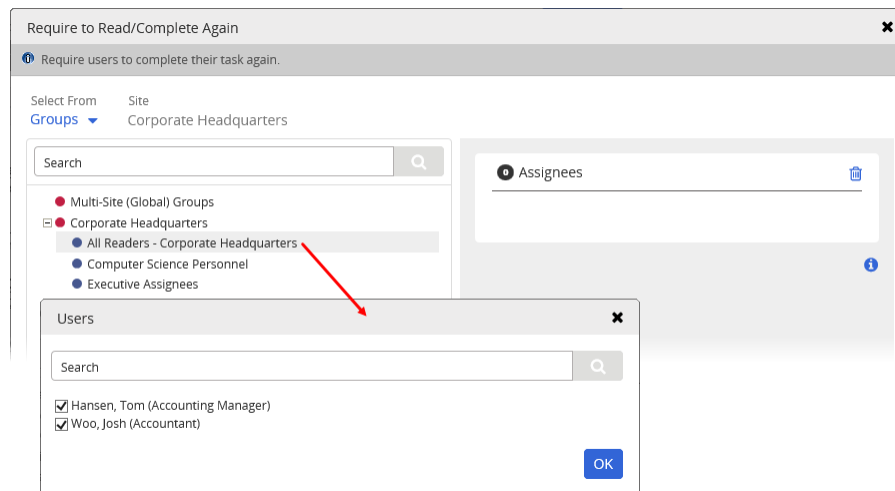 Require to Read/Complete Again
Require users to complete their task again.
Select From Site
Groups Corporate Headquarters
Search
0 Assignees
Multi-Site (Global) Groups
Corporate Headquarters
All Readers - Corporate Headquarters
Computer Science Personnel
Executive Assignees
Users
Search
Hansen, Tom (Accounting Manager)
Woo, Josh (Accountant)
OK